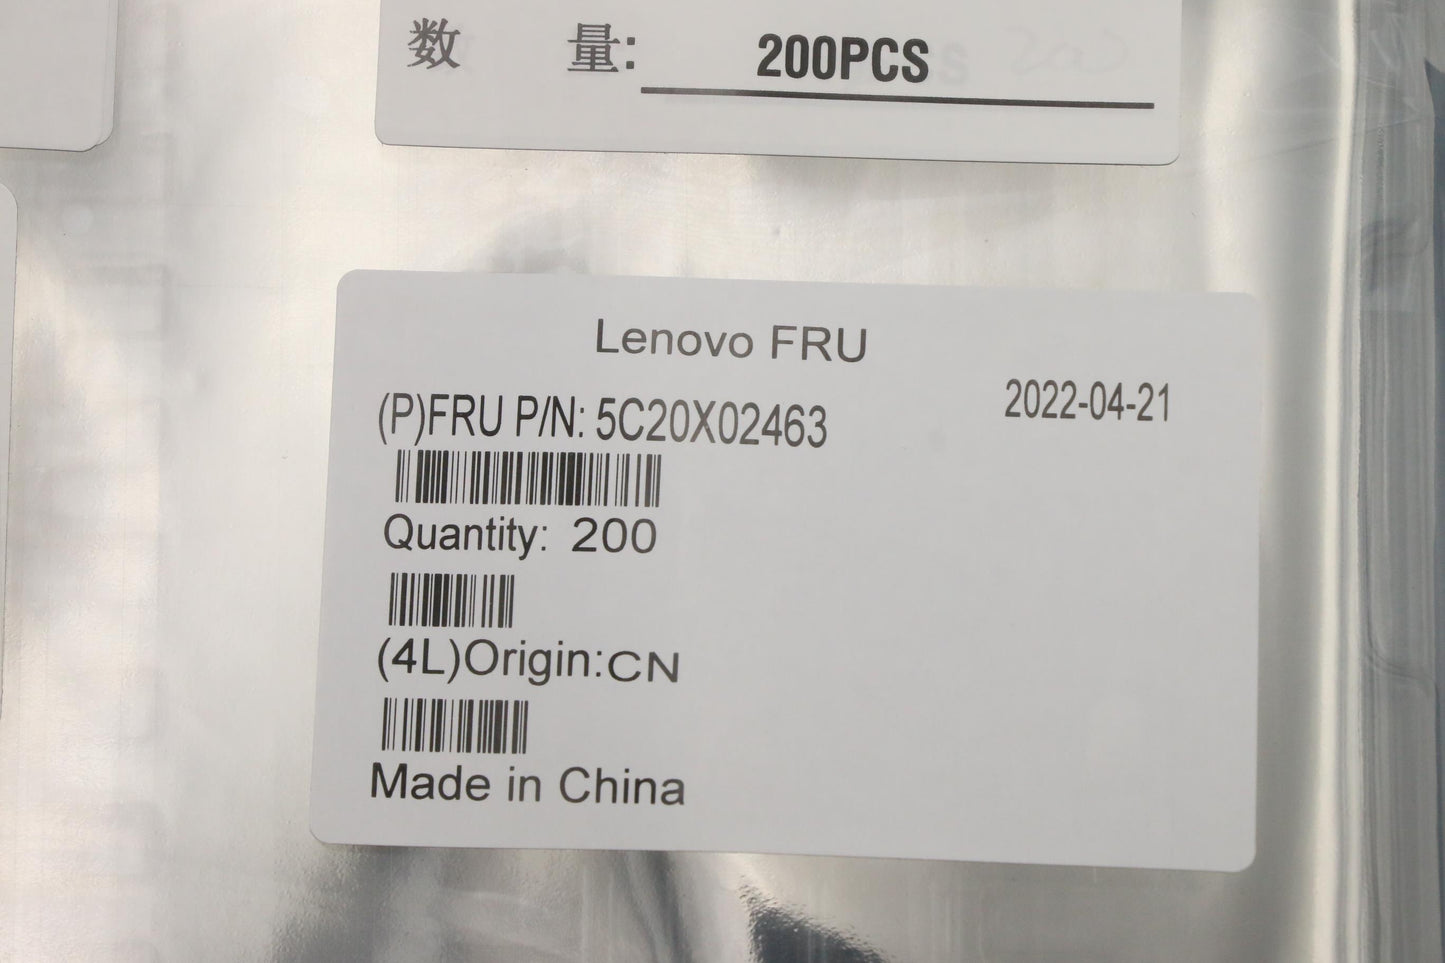 数 量: 200PCS
Lenovo FRU
2022-04-21
(P)FRU P/N: 5C20X02463
Quantity: 200
(4L)Origin:CN
Made in China